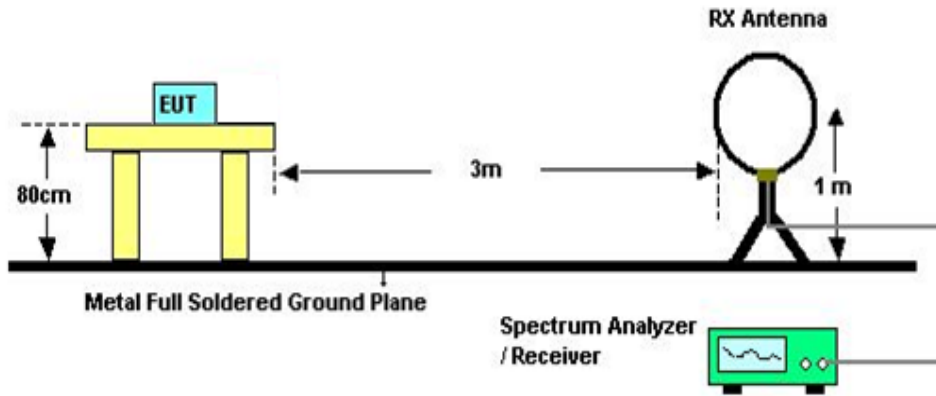 RX Antenna
EUT
3m
80cm
1 m
Metal Full Soldered Ground Plane
Spectrum Analyzer
/ Receiver